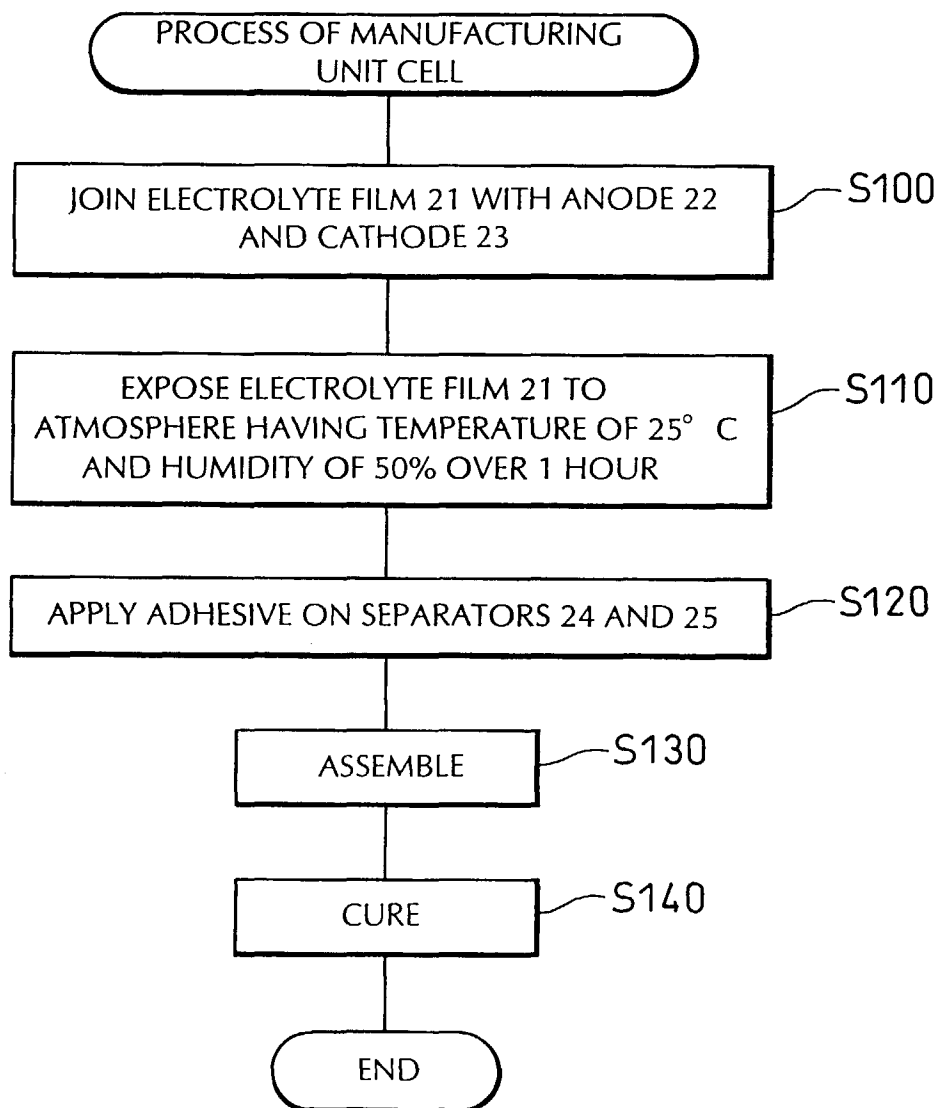 PROCESS OF MANUFACTURING
UNIT CELL
JOIN ELECTROLYTE FILM 21 WITH ANODE 22
AND CATHODE 23
S100
EXPOSE ELECTROLYTE FILM 21 TO
ATMOSPHERE HAVING TEMPERATURE OF 25° C
AND HUMIDITY OF 50% OVER 1 HOUR
S110
APPLY ADHESIVE ON SEPARATORS 24 AND 25
S120
ASSEMBLE
S130
CURE
S140
END